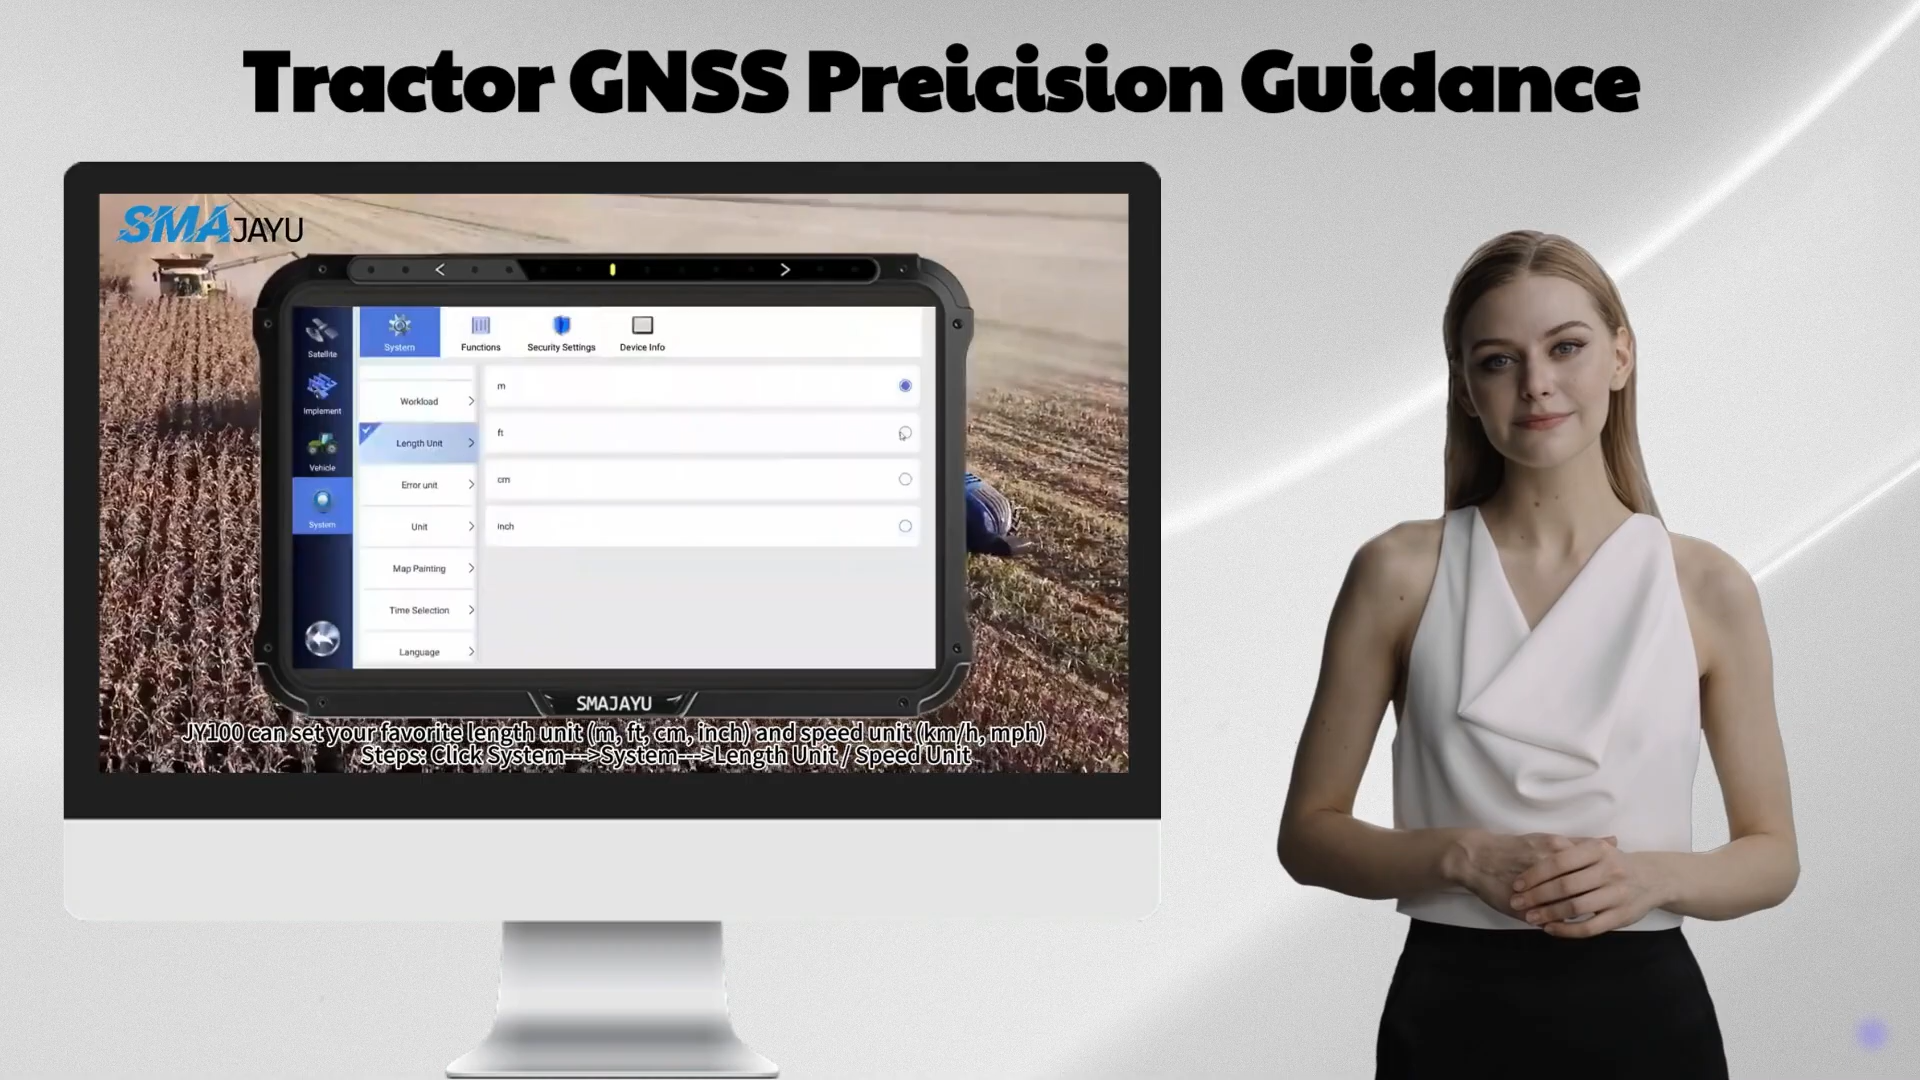 Tractor GNSS Preicision Guidance
SMAJAYU
System
Functions
Security Settings
Device Info
Satellite
Implement
Vehicle
System
Workload
Length Unit
Error unit
Unit
Map Painting
Time Selection
Language
m
ft
cm
inch
SMAJAYU
JY100 can set your favorite length unit (m, ft, cm, inch) and speed unit (km/h, mph)
Steps: Click System--->System--->Length Unit / Speed Unit